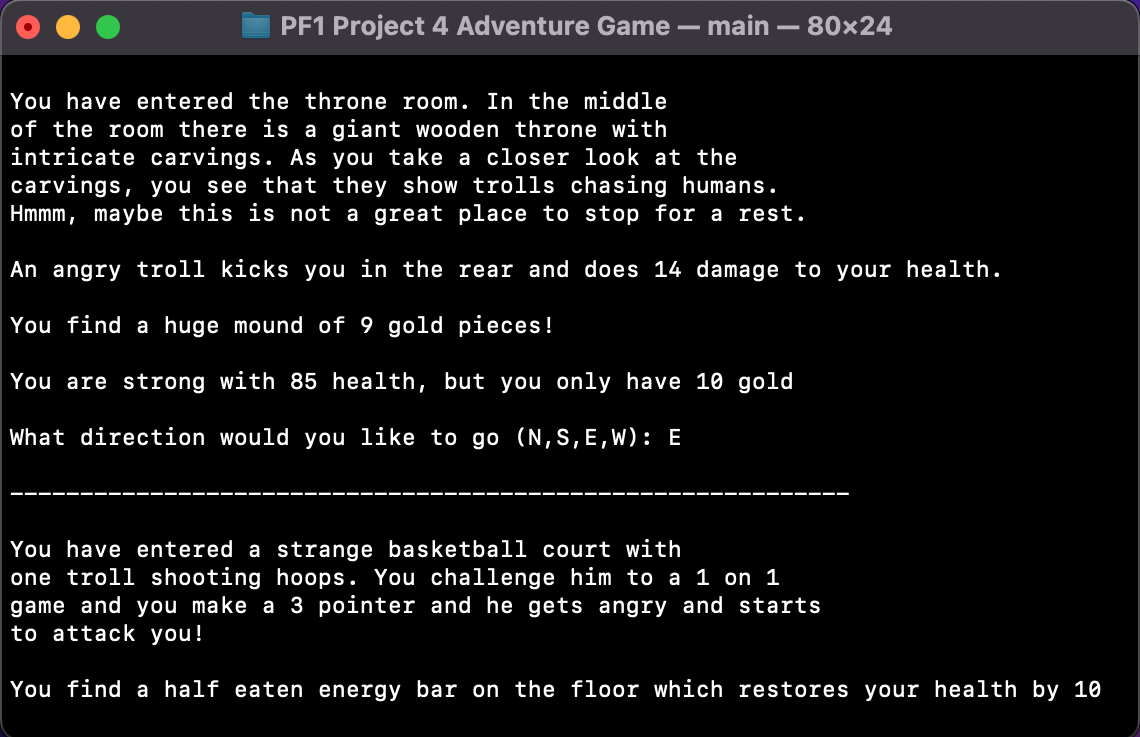 PF1 Project 4 Adventure Game — main — 80×24
You have entered the throne room. In the middle
of the room there is a giant wooden throne with
intricate carvings. As you take a closer look at the
carvings, you see that they show trolls chasing humans.
Hmmm, maybe this is not a great place to stop for a rest.
An angry troll kicks you in the rear and does 14 damage to your health.
You find a huge mound of 9 gold pieces!
You are strong with 85 health, but you only have 10 gold
What direction would you like to go (N,S,E,W): E
------------------------------------------------------------
You have entered a strange basketball court with
one troll shooting hoops. You challenge him to a 1 on 1
game and you make a 3 pointer and he gets angry and starts
to attack you!
You find a half eaten energy bar on the floor which restores your health by 10